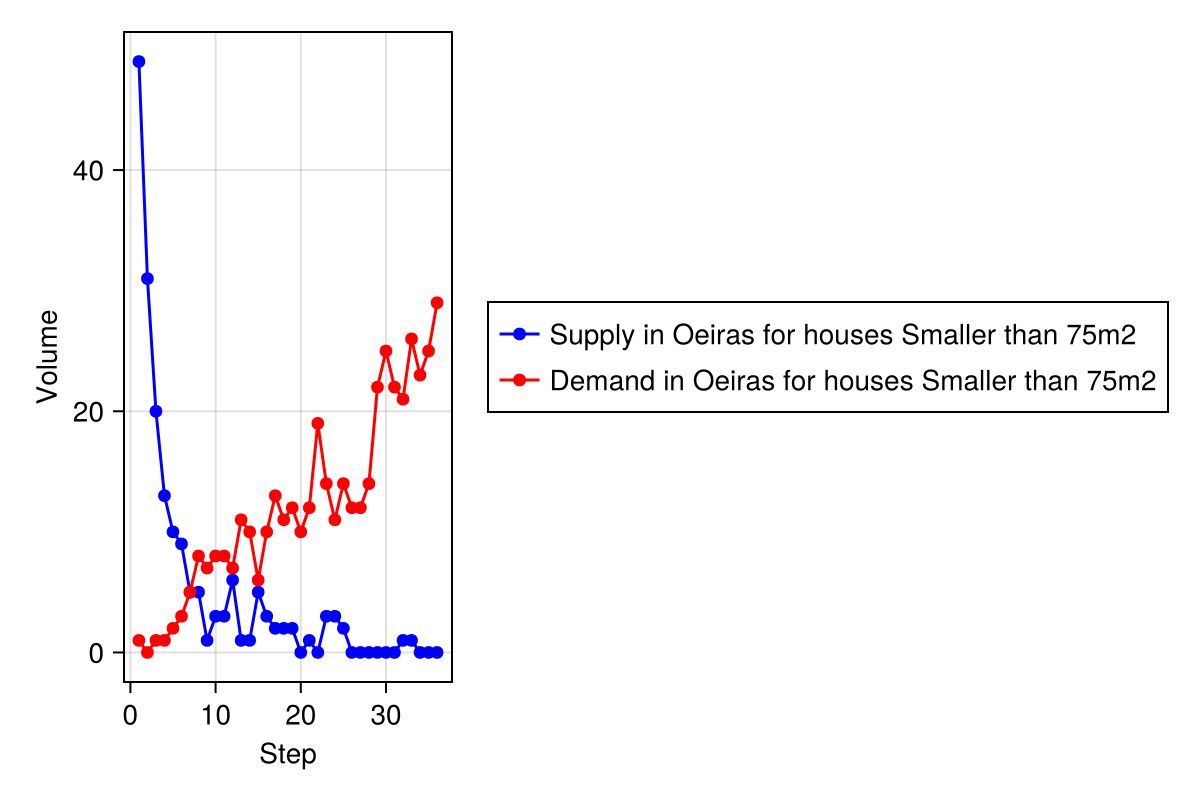 40
20
0
Volume
0 10 20 30
Step
Supply in Oeiras for houses Smaller than 75m2
Demand in Oeiras for houses Smaller than 75m2